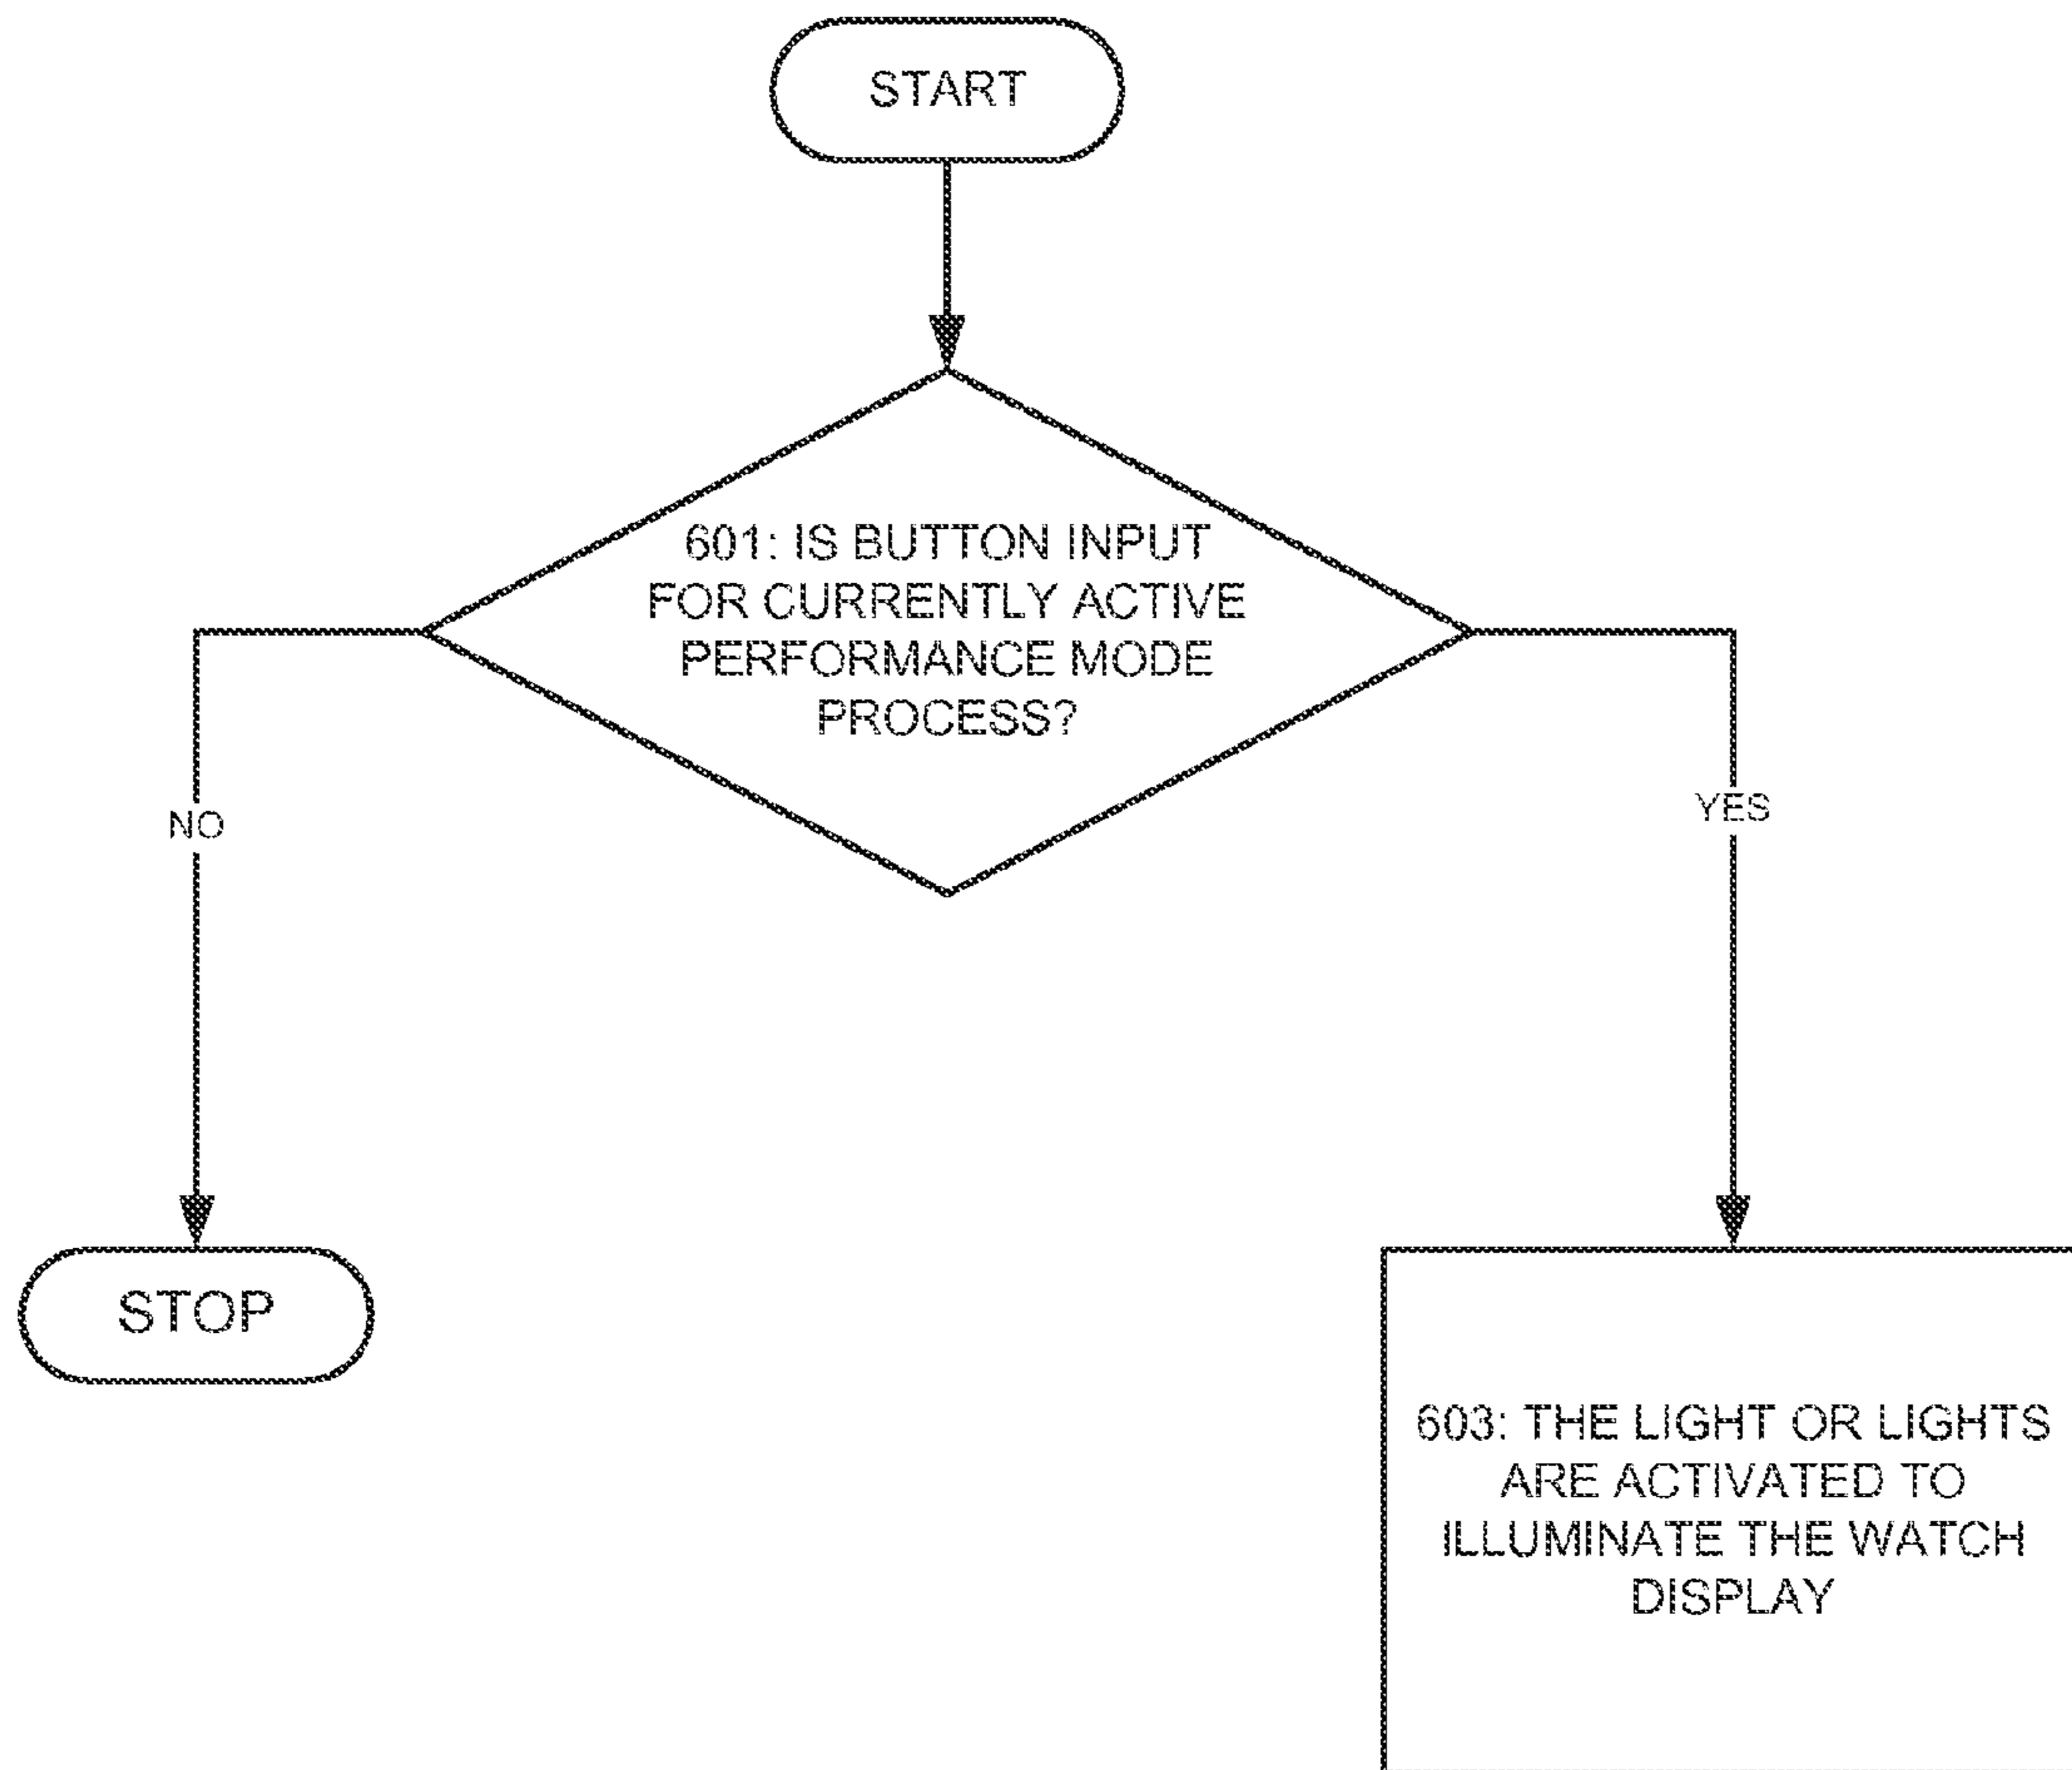 START
601: IS BUTTON INPUT
FOR CURRENTLY ACTIVE
PERFORMANCE MODE
PROCESS?
NO
YES
STOP
603: THE LIGHT OR LIGHTS
ARE ACTIVATED TO
ILLUMINATE THE WATCH
DISPLAY